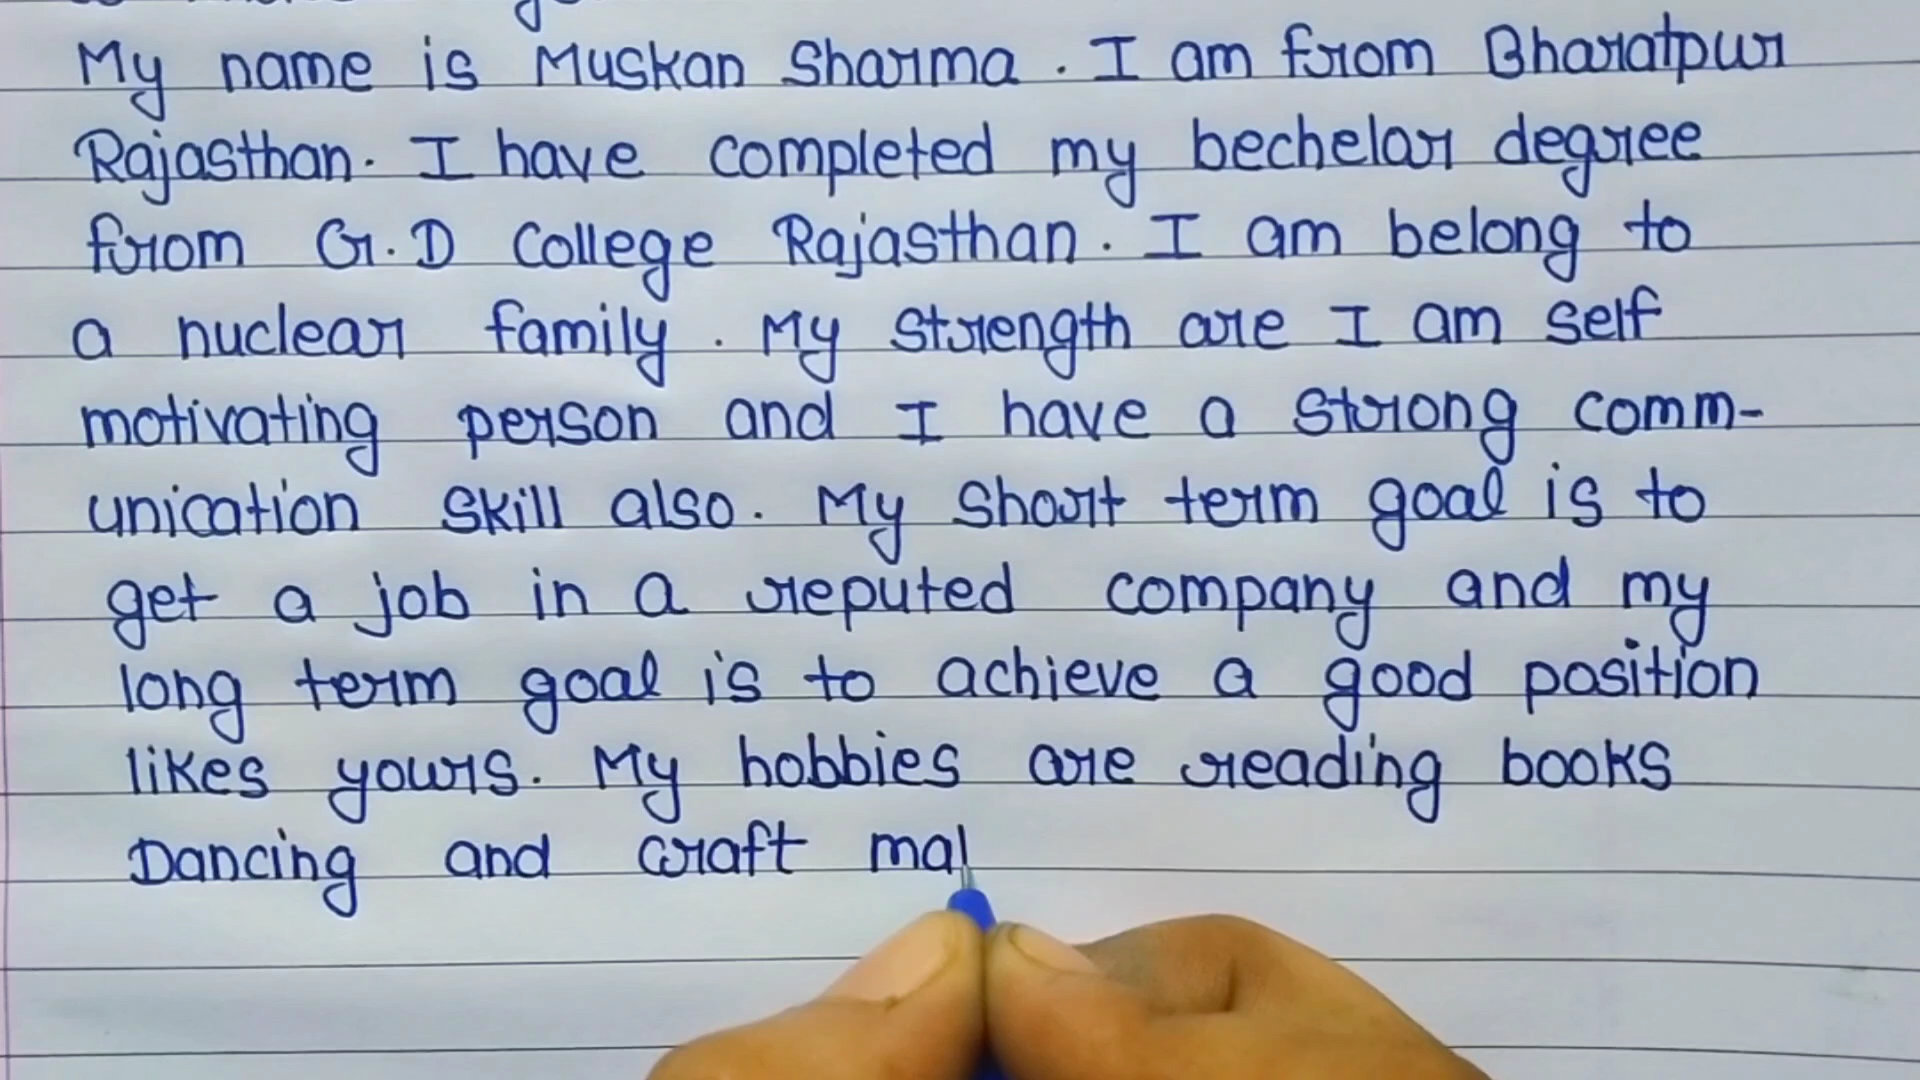 My name is Muskan Sharma. I am from Bharatpur
Rajasthan. I have completed my bechelar degree
from G.D College Rajasthan. I am belong to
a nuclear family. My strength are I am self
motivating person and I have a strong comm-
unication skill also. My short term goal is to
get a job in a reputed company and my
long term goal is to achieve a good position
likes yours. My hobbies are reading books
Dancing and craft